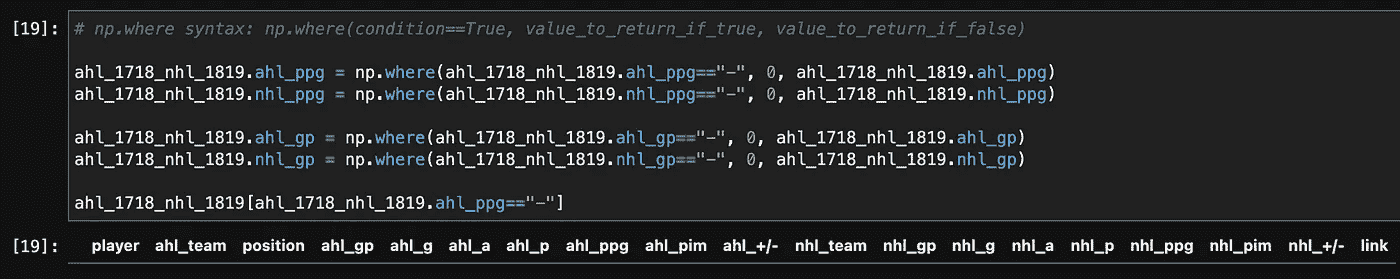 [19]: # np.where syntax: np.where(condition==True, value_to_return_if_true, value_to_return_if_false)
ahl_1718_nhl_1819.ahl_ppg = np.where(ahl_1718_nhl_1819.ahl_ppg=="-", 0, ahl_1718_nhl_1819.ahl_ppg)
ahl_1718_nhl_1819.nhl_ppg = np.where(ahl_1718_nhl_1819.nhl_ppg=="-", 0, ahl_1718_nhl_1819.nhl_ppg)
ahl_1718_nhl_1819.ahl_gp = np.where(ahl_1718_nhl_1819.ahl_gp=="-", 0, ahl_1718_nhl_1819.ahl_gp)
ahl_1718_nhl_1819.nhl_gp = np.where(ahl_1718_nhl_1819.nhl_gp=="-", 0, ahl_1718_nhl_1819.nhl_gp)
ahl_1718_nhl_1819[ahl_1718_nhl_1819.ahl_ppg=="-"]
[19]: player ahl_team position ahl_gp ahl_g ahl_a ahl_p ahl_ppg ahl_pim ahl_+/- nhl_team nhl_gp nhl_g nhl_a nhl_p nhl_ppg nhl_pim nhl_+/- link